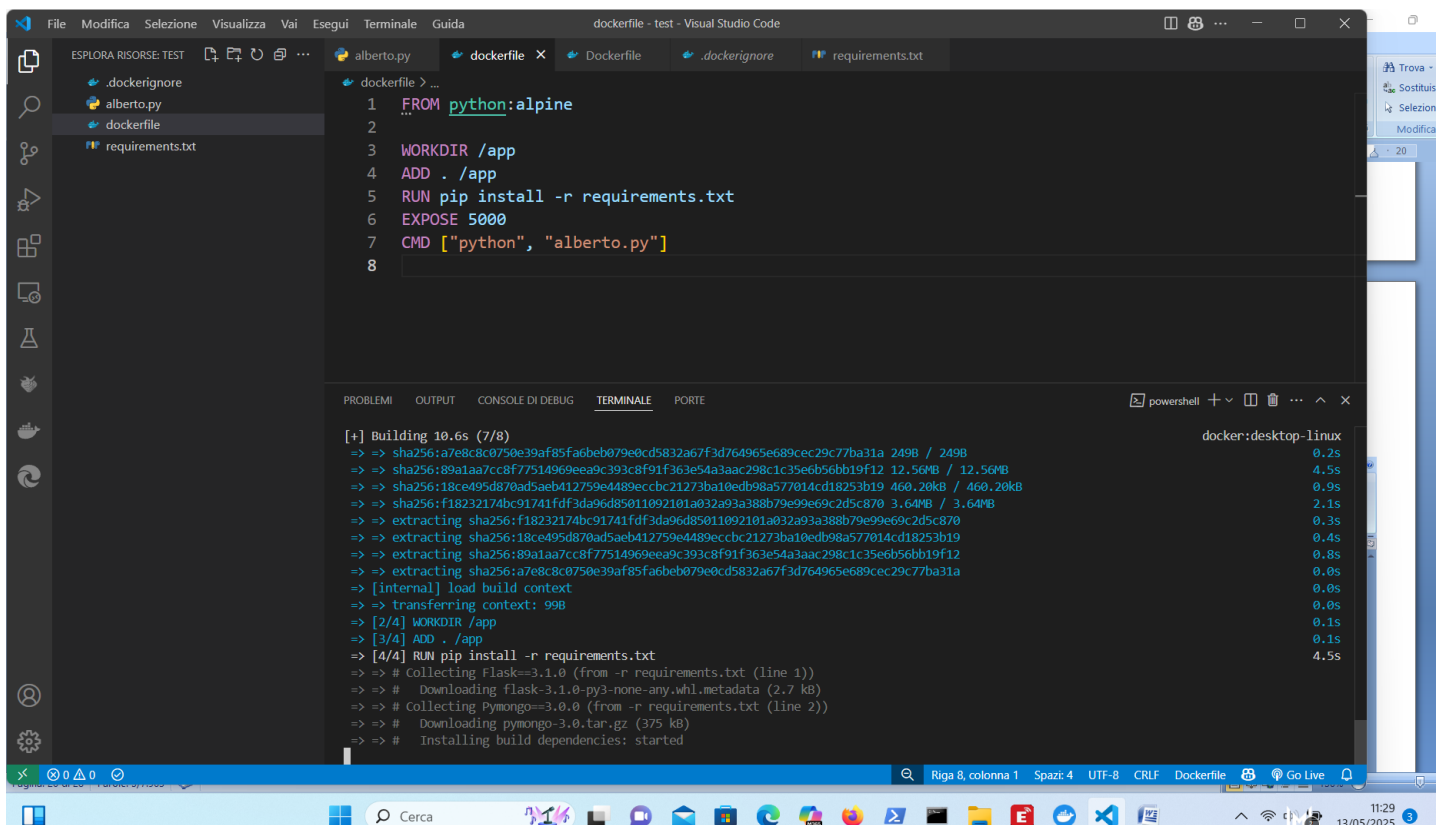 File Modifica Selezione Visualizza Vai Esegui Terminale Guida dockerfile - test - Visual Studio Code
ESPLORA RISORSE: TEST
.dockerignore
alberto.py
dockerfile
requirements.txt
alberto.py dockerfile Dockerfile .dockerignore requirements.txt
dockerfile > ...
1 FROM python:alpine
2
3 WORKDIR /app
4 ADD . /app
5 RUN pip install -r requirements.txt
6 EXPOSE 5000
7 CMD ["python", "alberto.py"]
8
PROBLEMI OUTPUT CONSOLE DI DEBUG TERMINALE PORTE powershell
[+] Building 10.6s (7/8) docker:desktop-linux
=> => sha256:a7e8c8c0750e39af85fa6beb079e0cd5832a67f3d764965e689cec29c77ba31a 249B / 249B 0.2s
=> => sha256:89a1aa7cc8f77514969eea9c393c8f91f363e54a3aac298c1c35e6b56bb19f12 12.56MB / 12.56MB 4.5s
=> => sha256:18ce495d870ad5aeb412759e4489eccbc21273ba10edb98a577014cd18253b19 460.20kB / 460.20kB 0.9s
=> => sha256:f18232174bc91741fdf3da96d85011092101a032a93a388b79e99e69c2d5c870 3.64MB / 3.64MB 2.1s
=> => extracting sha256:f18232174bc91741fdf3da96d85011092101a032a93a388b79e99e69c2d5c870 0.3s
=> => extracting sha256:18ce495d870ad5aeb412759e4489eccbc21273ba10edb98a577014cd18253b19 0.4s
=> => extracting sha256:89a1aa7cc8f77514969eea9c393c8f91f363e54a3aac298c1c35e6b56bb19f12 0.8s
=> => extracting sha256:a7e8c8c0750e39af85fa6beb079e0cd5832a67f3d764965e689cec29c77ba31a 0.0s
=> [internal] load build context 0.0s
=> => transferring context: 99B 0.0s
=> [2/4] WORKDIR /app 0.1s
=> [3/4] ADD . /app 0.1s
=> [4/4] RUN pip install -r requirements.txt 4.5s
=> => # Collecting Flask==3.1.0 (from -r requirements.txt (line 1))
=> => # Downloading flask-3.1.0-py3-none-any.whl.metadata (2.7 kB)
=> => # Collecting Pymongo==3.0.0 (from -r requirements.txt (line 2))
=> => # Downloading pymongo-3.0.tar.gz (375 kB)
=> => # Installing build dependencies: started
0 0 Riga 8, colonna 1 Spazi: 4 UTF-8 CRLF Dockerfile Go Live
Trova
Sostituis
Selezion
Modifica
20
Cerca
11:29
13/05/2025 3